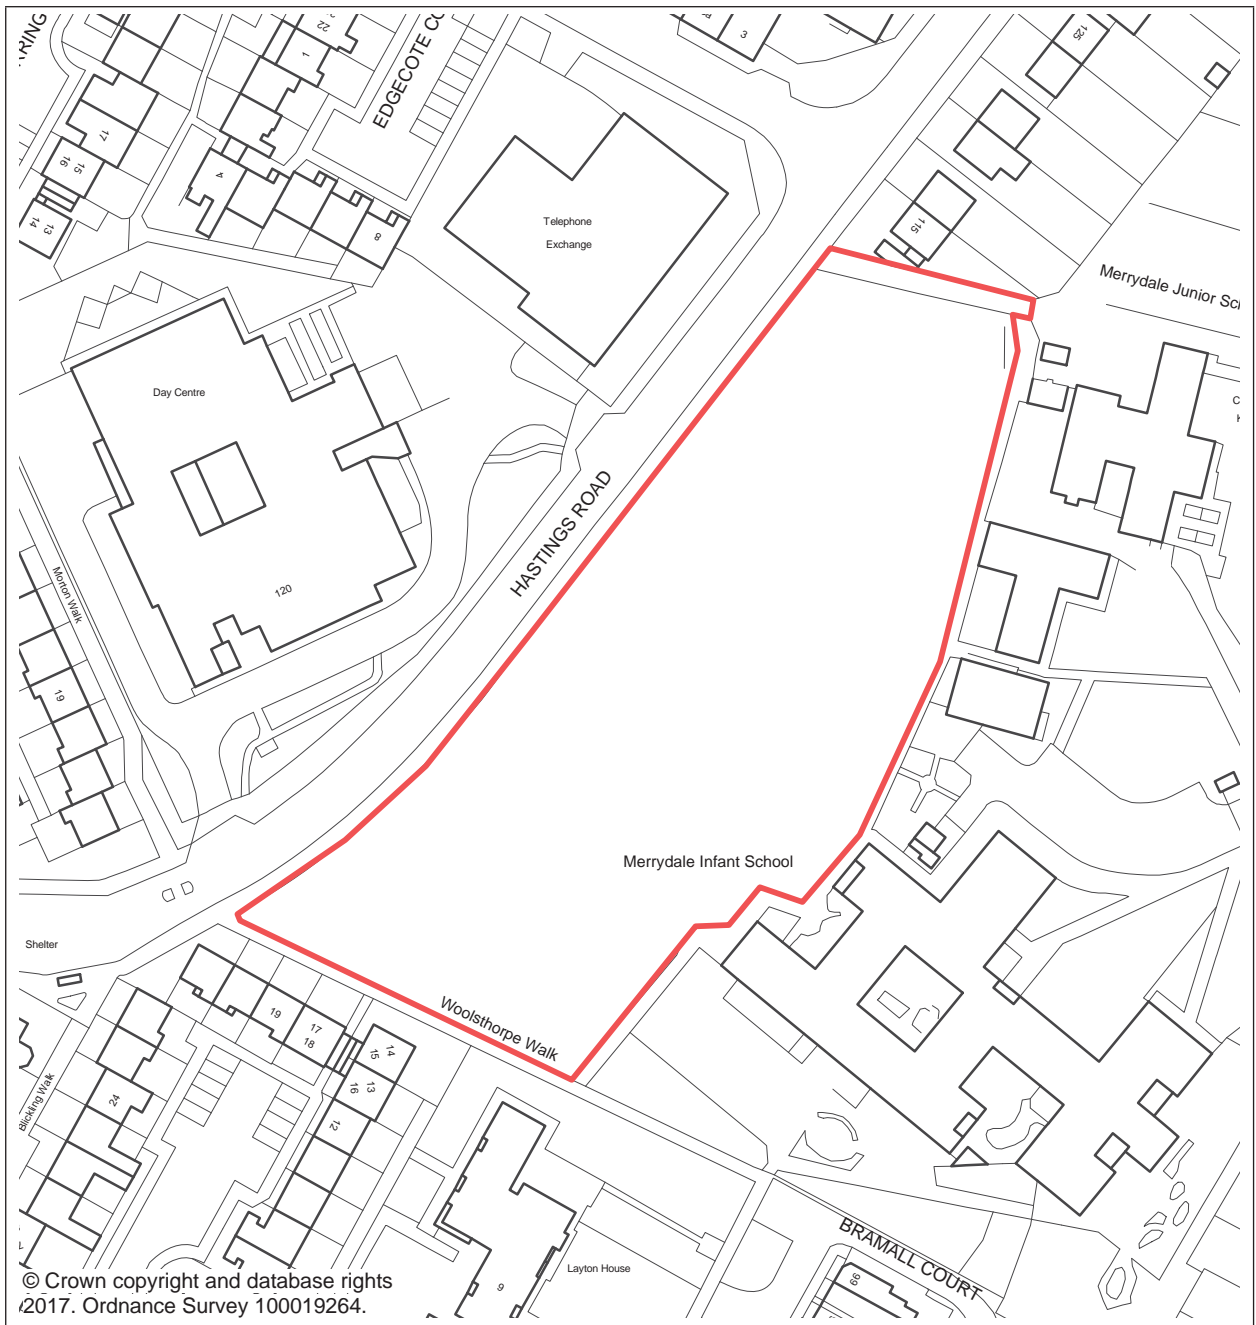 22
1
EDGECOTE CO
3
125
17
16
15
14
13
4
8
Telephone
Exchange
115
Merrydale Junior Sc
Day Centre
HASTINGS ROAD
120
Morton Walk
19
Merrydale Infant School
Shelter
Woolsthorpe Walk
19
17
18
14
15
13
16
12
24
Blickling Walk
BRAMALL COURT
Layton House
9
© Crown copyright and database rights
2017. Ordnance Survey 100019264.